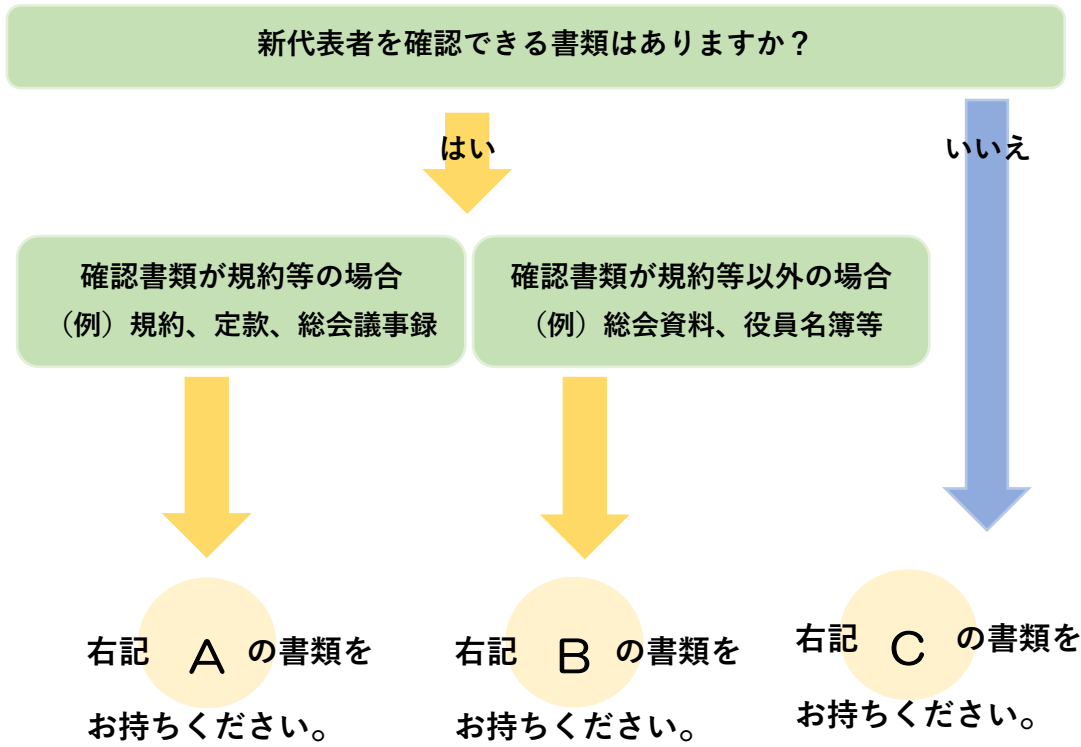 新代表者を確認できる書類はありますか？
はい
いいえ
確認書類が規約等の場合
（例）規約、定款、総会議事録
確認書類が規約等以外の場合
（例）総会資料、役員名簿等
右記 A の書類を
お持ちください。
右記 B の書類を
お持ちください。
右記 C の書類を
お持ちください。